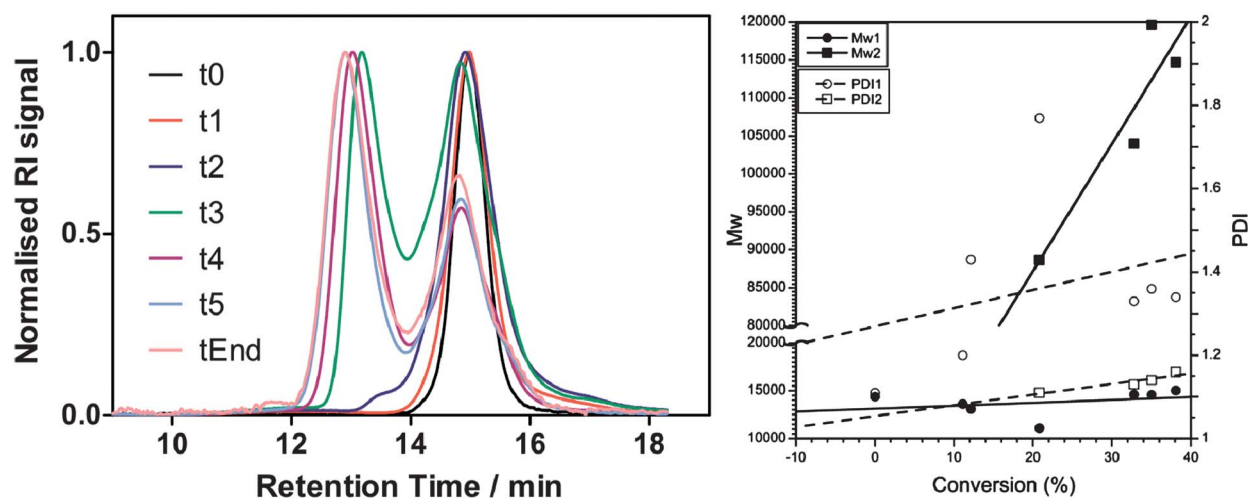 Normalised RI signal
1.0
0.5
0.0
t0
t1
t2
t3
t4
t5
tEnd
10 12 14 16 18
Retention Time / min
Mw
120000
115000
110000
105000
100000
95000
90000
85000
80000
20000
15000
10000
Mw1
Mw2
PDI1
PDI2
2
1.8
1.6
1.4
1.2
1
PDI
-10 0 10 20 30 40
Conversion (%)